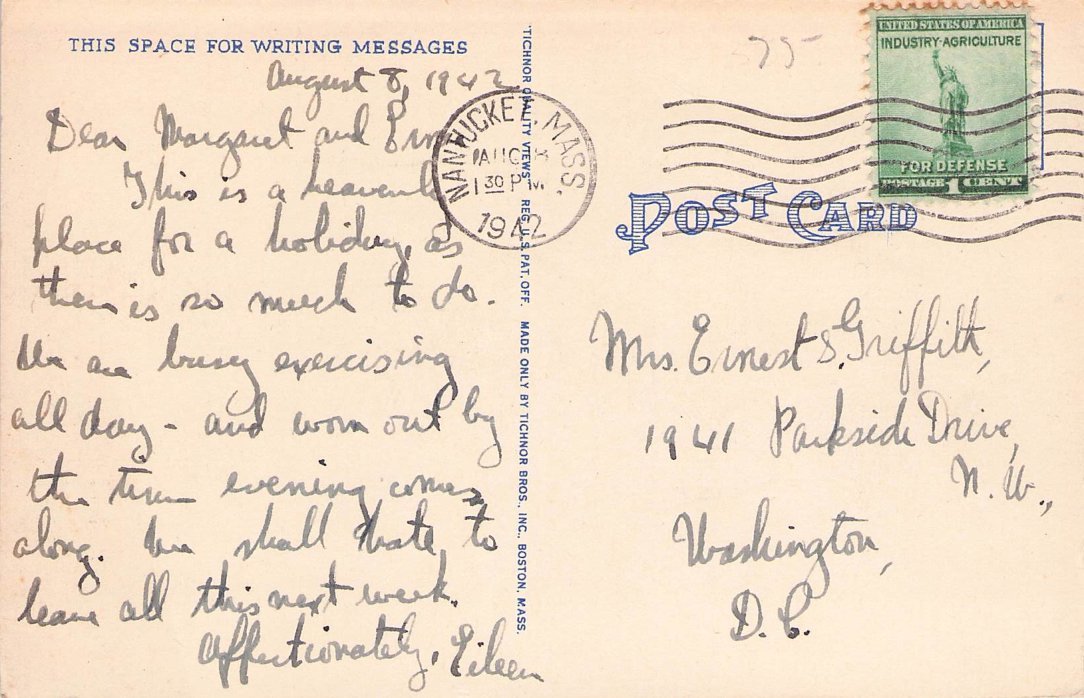 THIS SPACE FOR WRITING MESSAGES
August 8, 1942
Dear Margaret and Ern
This is a heavenl
place for a holiday, as
there is so much to do.
We are busy exercising
all day - and worn out by
the time evening comes
along. We shall hate to
leave all this next week.
Affectionately, Eileen
TICHNOR QUALITY VIEWS REG. U.S. PAT. OFF. MADE ONLY BY TICHNOR BROS., INC., BOSTON, MASS.
NANTUCKET, MASS.
AUG 8
1 30 P.M.
1942
75
UNITED STATES OF AMERICA
INDUSTRY·AGRICULTURE
FOR DEFENSE
POSTAGE 1 CENT
POST CARD
Mrs. Ernest S. Griffith,
1941 Parkside Drive,
N. W.,
Washington,
D. C.